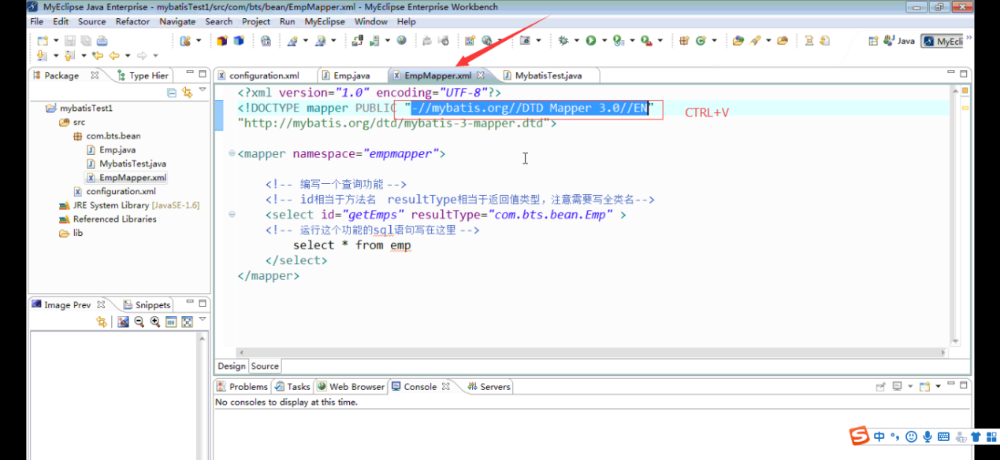 MyEclipse Java Enterprise - mybatisTest1/src/com/bts/bean/EmpMapper.xml - MyEclipse Enterprise Workbench
File Edit Source Refactor Navigate Search Project Run MyEclipse Window Help
Java MyEcli
Package Type Hier
configuration.xml Emp.java EmpMapper.xml MybatisTest.java
mybatisTest1
src
com.bts.bean
Emp.java
MybatisTest.java
EmpMapper.xml
configuration.xml
JRE System Library [JavaSE-1.6]
Referenced Libraries
lib
<?xml version="1.0" encoding="UTF-8"?>
<!DOCTYPE mapper PUBLIC "-//mybatis.org//DTD Mapper 3.0//EN"
CTRL+V
"http://mybatis.org/dtd/mybatis-3-mapper.dtd">
<mapper namespace="empmapper">
<!-- 编写一个查询功能 -->
<!-- id相当于方法名 resultType相当于返回值类型，注意需要写全类名-->
<select id="getEmps" resultType="com.bts.bean.Emp" >
<!-- 运行这个功能的sql语句写在这里 -->
select * from emp
</select>
</mapper>
Image Prev Snippets
Design Source
Problems Tasks Web Browser Console Servers
No consoles to display at this time.
中